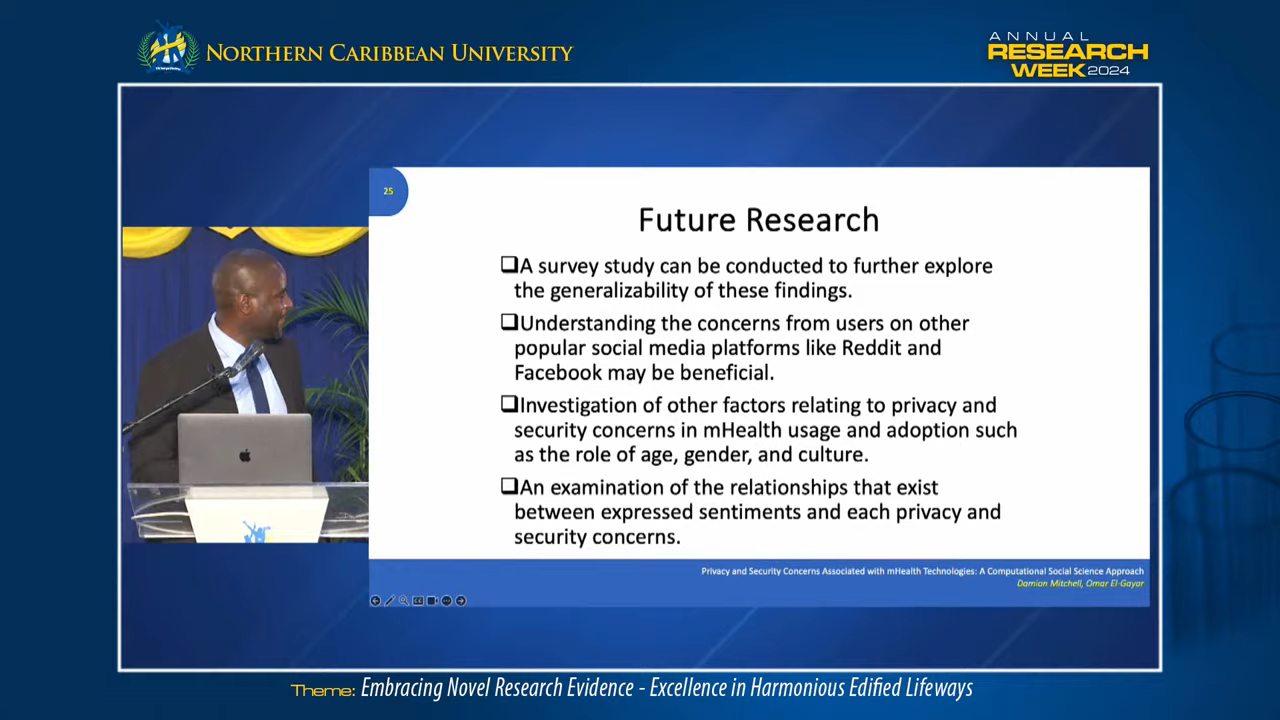 NORTHERN CARIBBEAN UNIVERSITY
ANNUAL
RESEARCH
WEEK 2024
25
Future Research
A survey study can be conducted to further explore
the generalizability of these findings.
Understanding the concerns from users on other
popular social media platforms like Reddit and
Facebook may be beneficial.
Investigation of other factors relating to privacy and
security concerns in mHealth usage and adoption such
as the role of age, gender, and culture.
An examination of the relationships that exist
between expressed sentiments and each privacy and
security concerns.
Privacy and Security Concerns Associated with mHealth Technologies: A Computational Social Science Approach
Damion Mitchell, Omar El-Gayar
Theme: Embracing Novel Research Evidence - Excellence in Harmonious Edified Lifeways